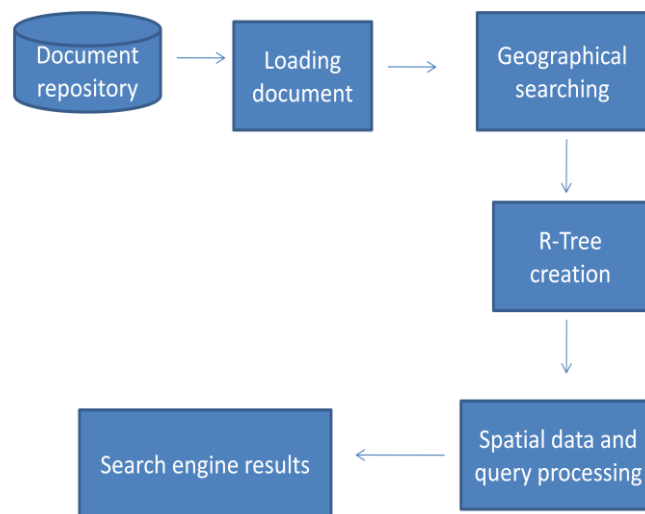 Document
repository
Loading
document
Geographical
searching
R-Tree
creation
Spatial data and
query processing
Search engine results